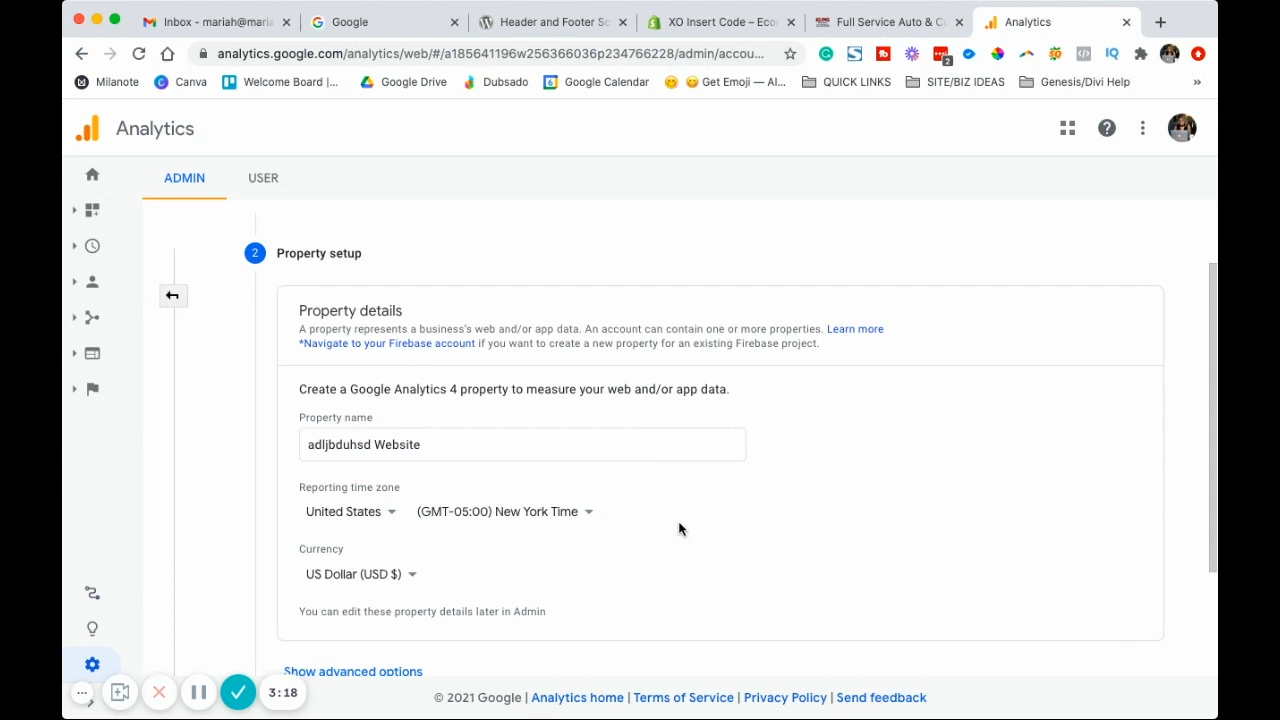 Inbox - mariah@maria
Google
Header and Footer Sc
XO Insert Code – Ecom
Full Service Auto & Co
Analytics
analytics.google.com/analytics/web/#/a185641196w256366036p234766228/admin/accou...
2
Milanote
Canva
Welcome Board |...
Google Drive
Dubsado
6
Google Calendar
Get Emoji — Al...
QUICK LINKS
SITE/BIZ IDEAS
Genesis/Divi Help
»
Analytics
ADMIN
USER
2
Property setup
Property details
A property represents a business's web and/or app data. An account can contain one or more properties. Learn more
*Navigate to your Firebase account if you want to create a new property for an existing Firebase project.
Create a Google Analytics 4 property to measure your web and/or app data.
Property name
adljbduhsd Website
Reporting time zone
United States
(GMT-05:00) New York Time
Currency
US Dollar (USD $)
You can edit these property details later in Admin
Show advanced options
3:18
© 2021 Google | Analytics home | Terms of Service | Privacy Policy | Send feedback